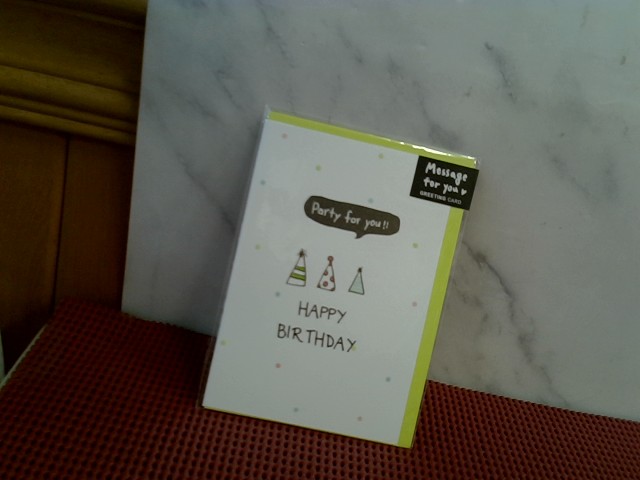 Message
for you
GREETING CARD
Party for you!!
HAPPY
BIRTHDAY